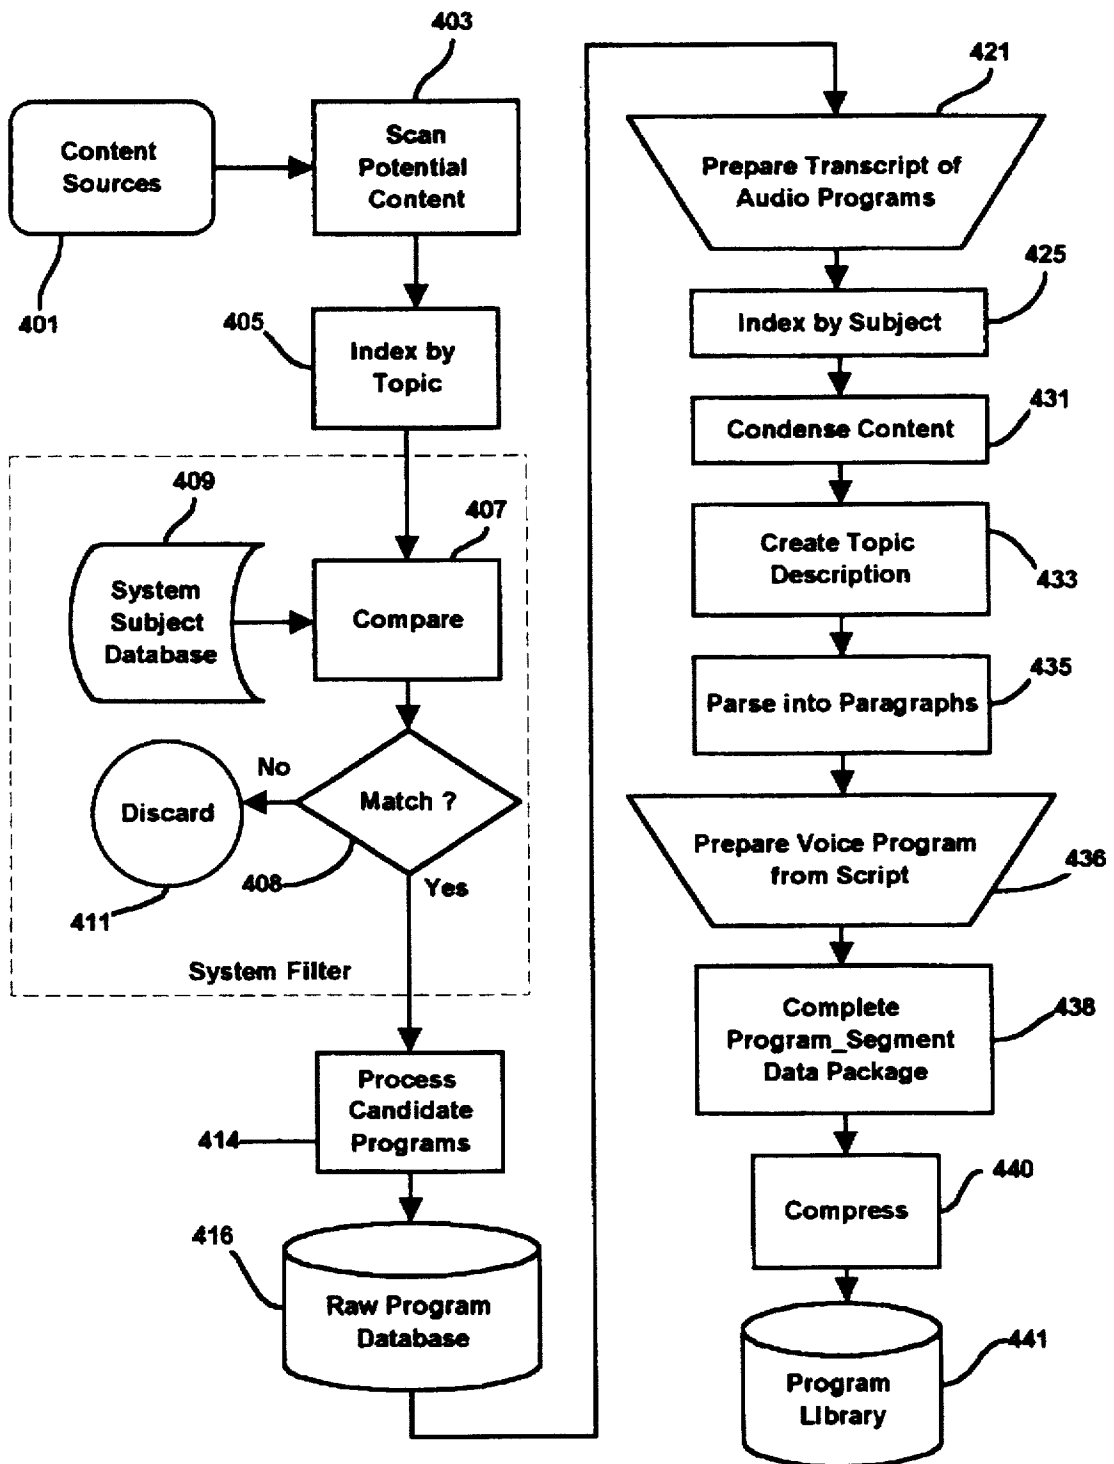 403
Content
Sources
401
Scan
Potential
Content
405
Index by
Topic
409
System
Subject
Database
407
Compare
No
Discard
411
Match ?
408
Yes
System Filter
Process
Candidate
Programs
414
416
Raw Program
Database
421
Prepare Transcript of
Audio Programs
425
Index by Subject
431
Condense Content
Create Topic
Description
433
435
Parse into Paragraphs
Prepare Voice Program
from Script
436
Complete
Program_Segment
Data Package
438
440
Compress
441
Program
Library